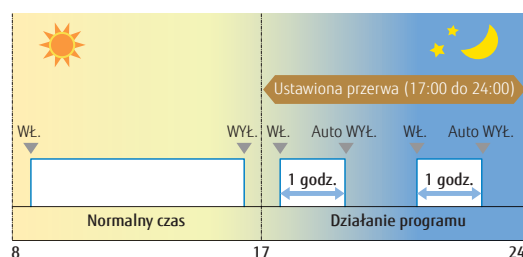 Ustawiona przerwa (17:00 do 24:00)
WŁ. WYŁ. WŁ. Auto WYŁ. WŁ. Auto WYŁ.
1 godz. 1 godz.
Normalny czas Działanie programu
8 17 24